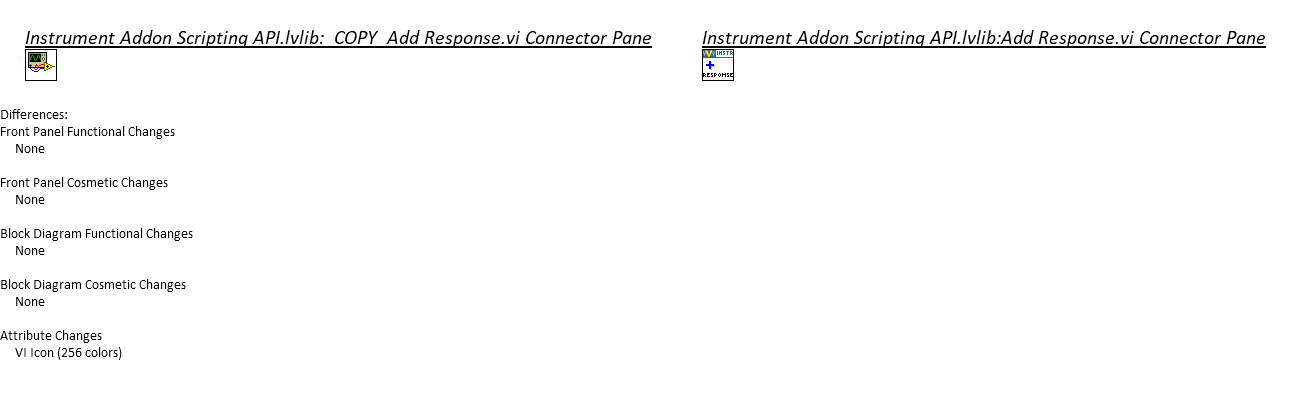 Instrument Addon Scripting API.lvlib:_COPY_Add Response.vi Connector Pane
Instrument Addon Scripting API.lvlib:Add Response.vi Connector Pane
INSTR
RESPONSE
Differences:
Front Panel Functional Changes
None
Front Panel Cosmetic Changes
None
Block Diagram Functional Changes
None
Block Diagram Cosmetic Changes
None
Attribute Changes
VI Icon (256 colors)